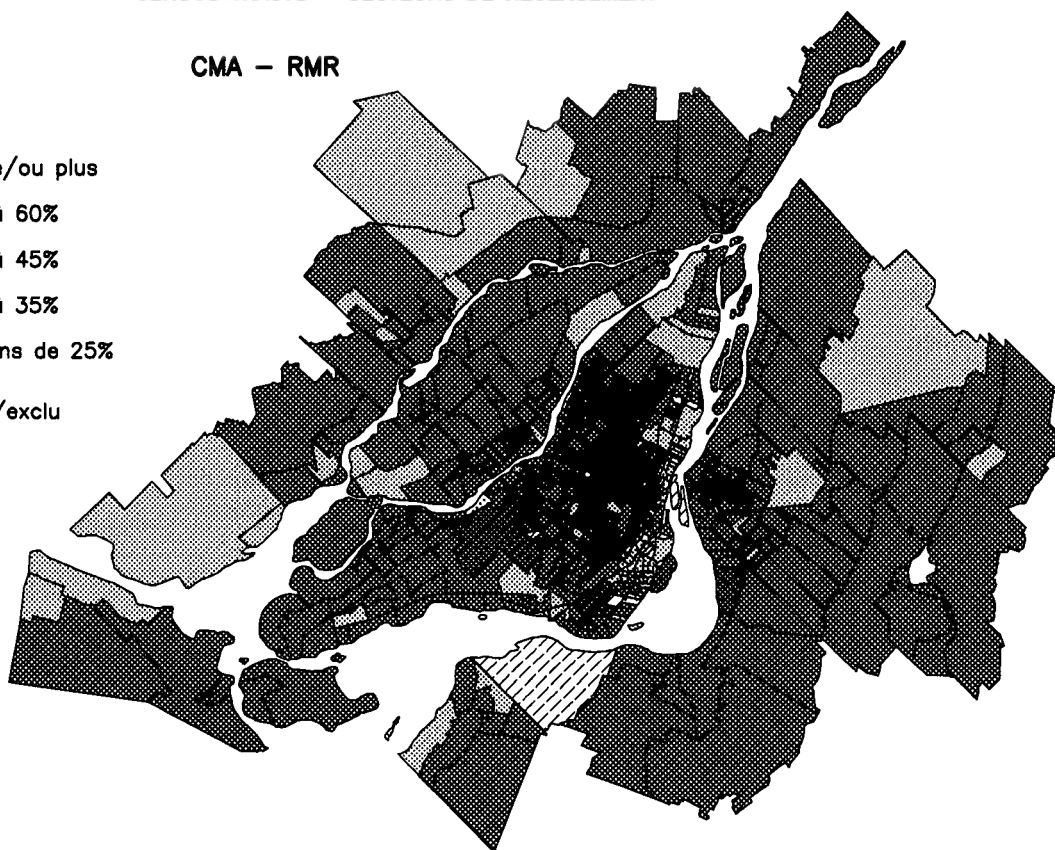 CMA – RMR
e/ou plus
à 60%
à 45%
à 35%
ns de 25%
/exclu